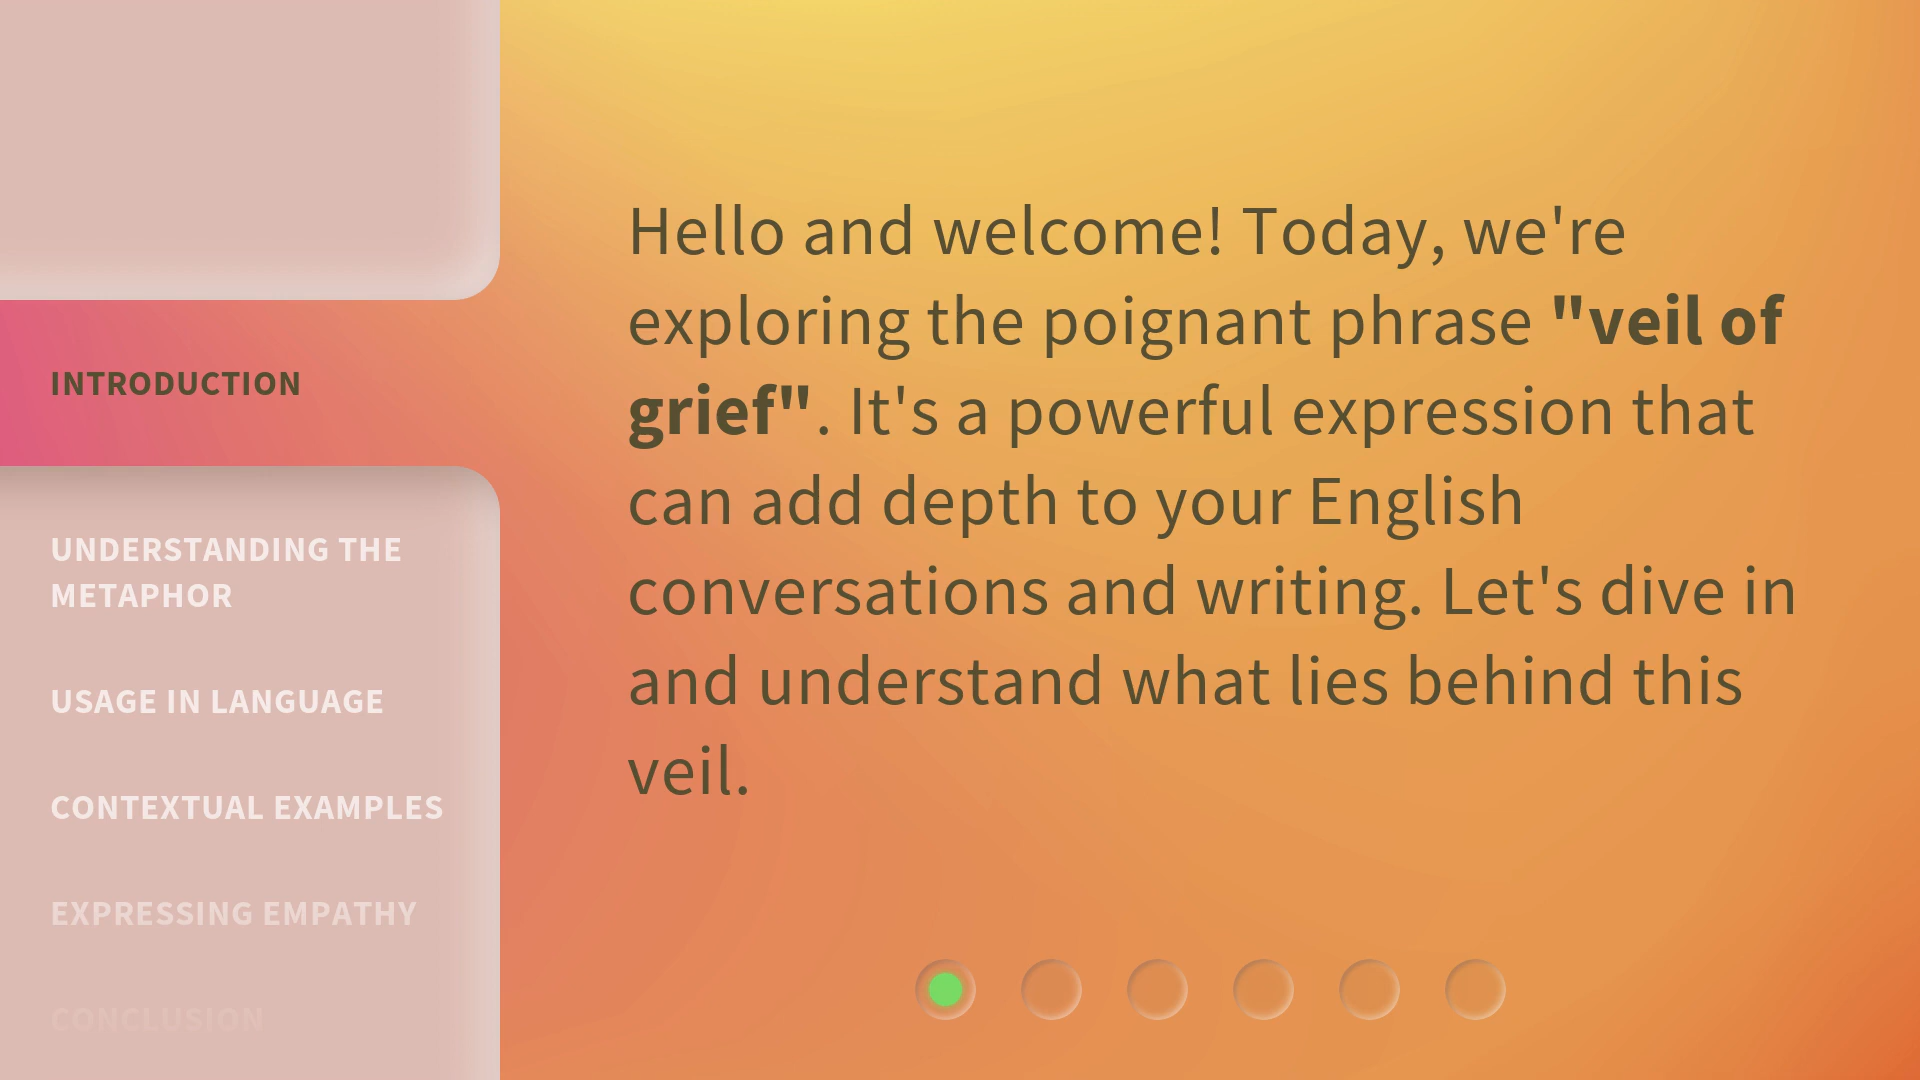 INTRODUCTION
UNDERSTANDING THE
METAPHOR
USAGE IN LANGUAGE
CONTEXTUAL EXAMPLES
EXPRESSING EMPATHY
CONCLUSION
Hello and welcome! Today, we're
exploring the poignant phrase "veil of
grief". It's a powerful expression that
can add depth to your English
conversations and writing. Let's dive in
and understand what lies behind this
veil.